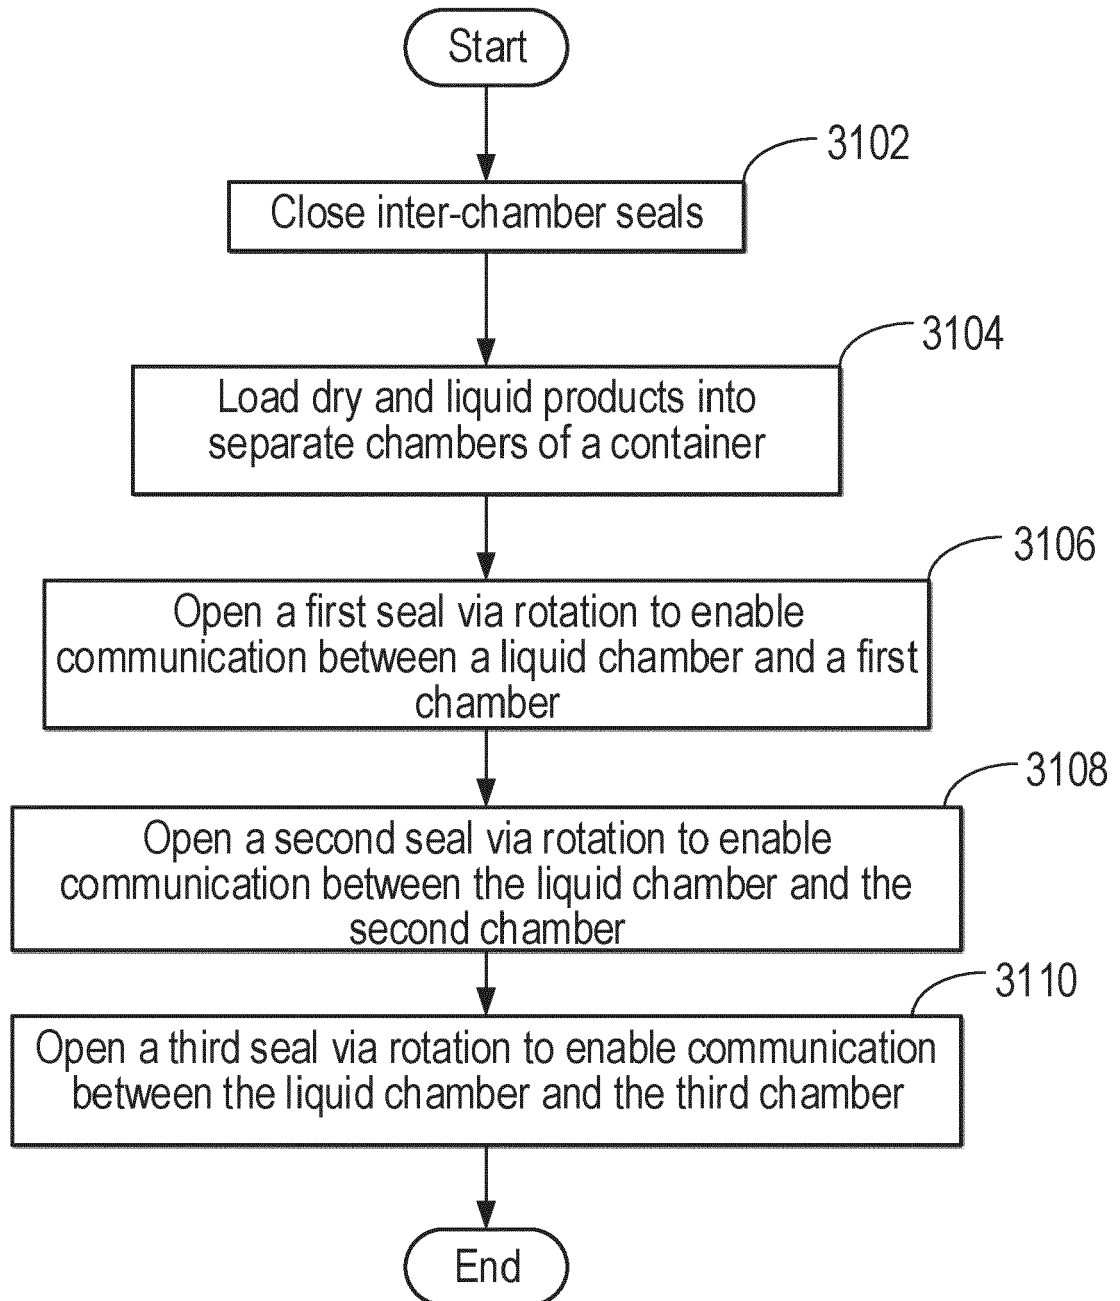 Start
3102
Close inter-chamber seals
3104
Load dry and liquid products into
separate chambers of a container
3106
Open a first seal via rotation to enable
communication between a liquid chamber and a first
chamber
3108
Open a second seal via rotation to enable
communication between the liquid chamber and the
second chamber
3110
Open a third seal via rotation to enable communication
between the liquid chamber and the third chamber
End